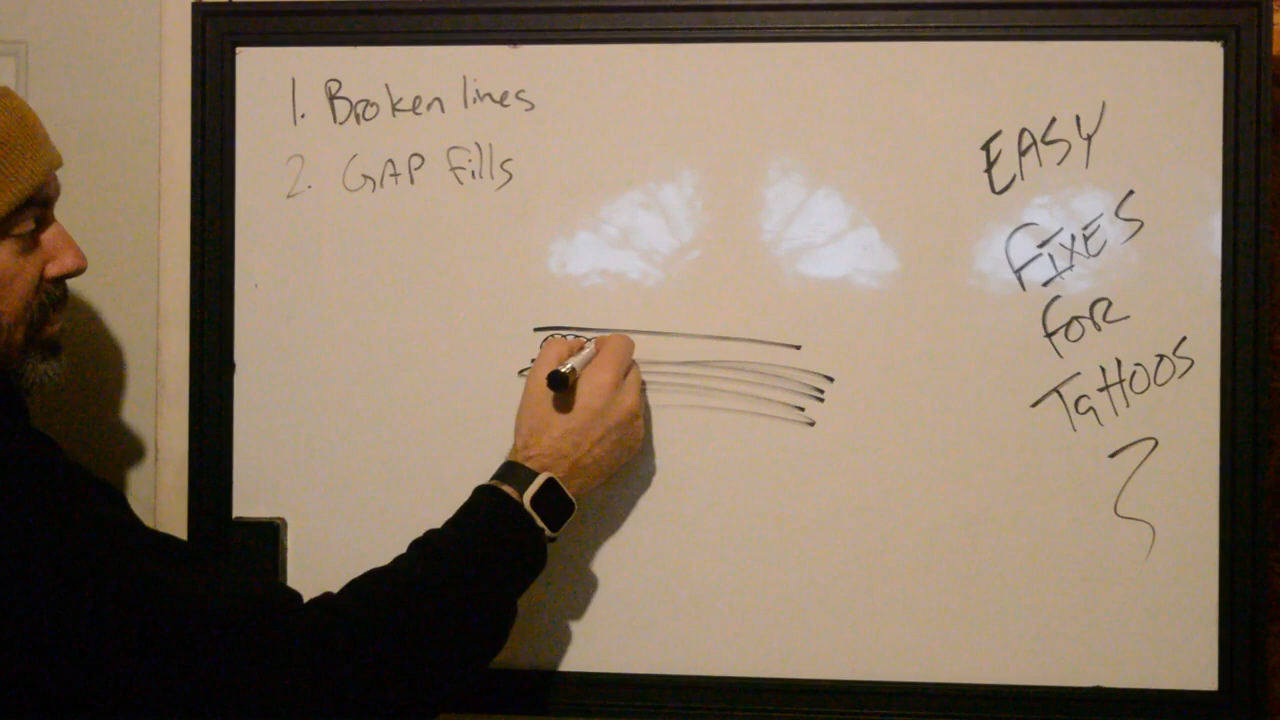 1. Broken lines
2. GAP fills
EASY
FIXES
FOR
TATTOOS
?